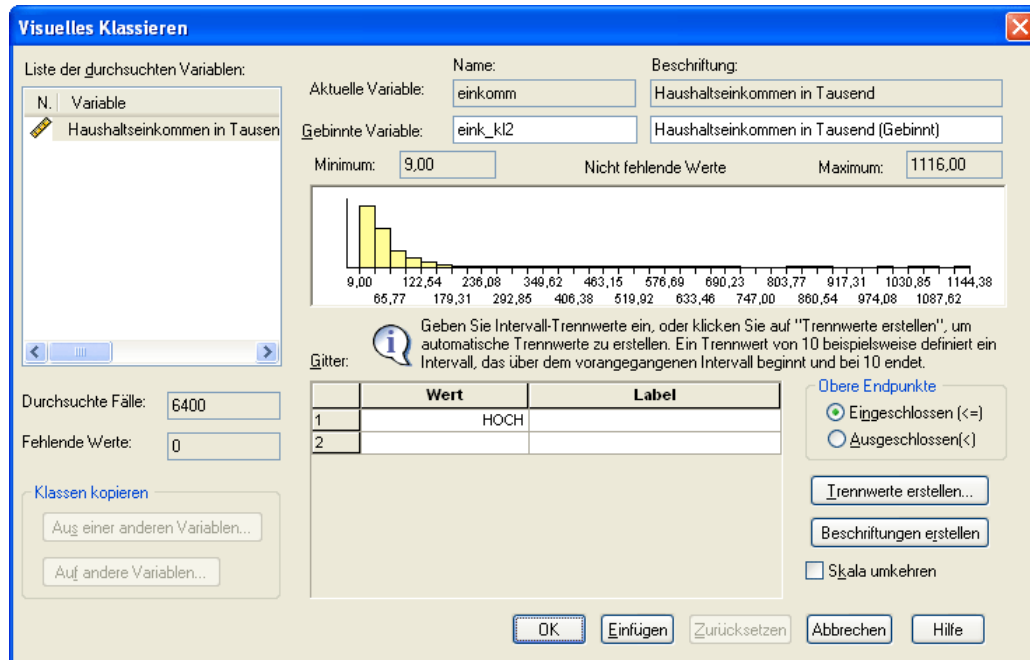 Visuelles Klassieren
Liste der durchsuchten Variablen:
N. Variable
Haushaltseinkommen in Tausen
Name:
Beschriftung:
Aktuelle Variable:
einkomm
Haushaltseinkommen in Tausend
Gebinnte Variable:
eink_kl2
Haushaltseinkommen in Tausend (Gebinnt)
Minimum:
9,00
Nicht fehlende Werte
Maximum:
1116,00
9,00 122,54 236,08 349,62 463,15 576,69 690,23 803,77 917,31 1030,85 1144,38
65,77 179,31 292,85 406,38 519,92 633,46 747,00 860,54 974,08 1087,62
Geben Sie Intervall-Trennwerte ein, oder klicken Sie auf "Trennwerte erstellen", um
automatische Trennwerte zu erstellen. Ein Trennwert von 10 beispielsweise definiert ein
Intervall, das über dem vorangegangenen Intervall beginnt und bei 10 endet.
Gitter:
Wert Label
1 HOCH
2
Durchsuchte Fälle:
6400
Fehlende Werte:
0
Klassen kopieren
Aus einer anderen Variablen...
Auf andere Variablen...
Obere Endpunkte
Eingeschlossen (<=)
Ausgeschlossen(<)
Trennwerte erstellen...
Beschriftungen erstellen
Skala umkehren
OK Einfügen Zurücksetzen Abbrechen Hilfe